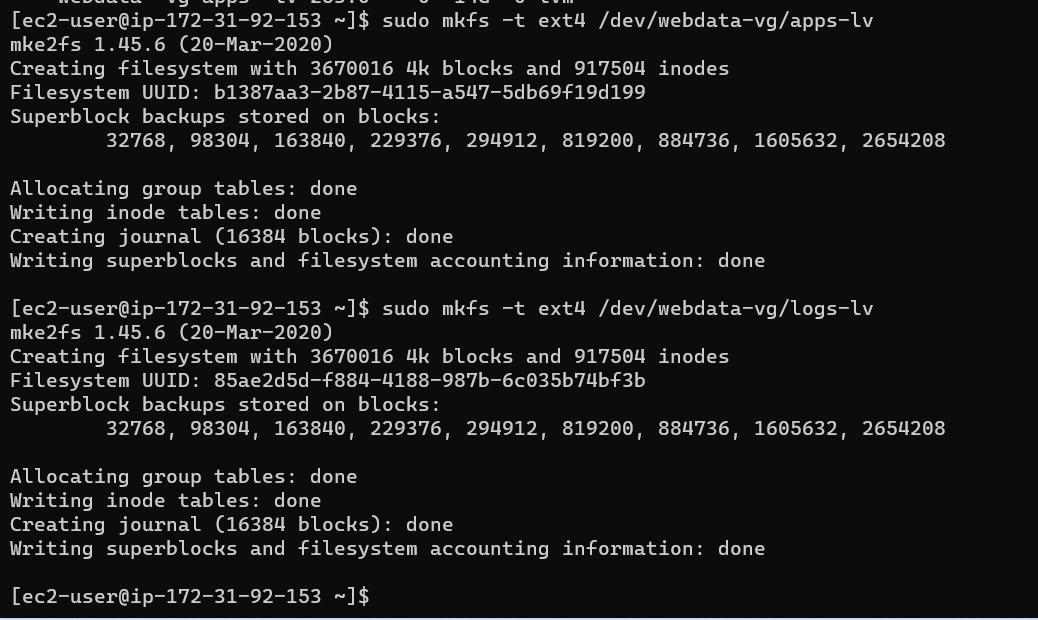 [ec2-user@ip-172-31-92-153 ~]$ sudo mkfs -t ext4 /dev/webdata-vg/apps-lv
mke2fs 1.45.6 (20-Mar-2020)
Creating filesystem with 3670016 4k blocks and 917504 inodes
Filesystem UUID: b1387aa3-2b87-4115-a547-5db69f19d199
Superblock backups stored on blocks:
        32768, 98304, 163840, 229376, 294912, 819200, 884736, 1605632, 2654208
Allocating group tables: done
Writing inode tables: done
Creating journal (16384 blocks): done
Writing superblocks and filesystem accounting information: done
[ec2-user@ip-172-31-92-153 ~]$ sudo mkfs -t ext4 /dev/webdata-vg/logs-lv
mke2fs 1.45.6 (20-Mar-2020)
Creating filesystem with 3670016 4k blocks and 917504 inodes
Filesystem UUID: 85ae2d5d-f884-4188-987b-6c035b74bf3b
Superblock backups stored on blocks:
        32768, 98304, 163840, 229376, 294912, 819200, 884736, 1605632, 2654208
Allocating group tables: done
Writing inode tables: done
Creating journal (16384 blocks): done
Writing superblocks and filesystem accounting information: done
[ec2-user@ip-172-31-92-153 ~]$